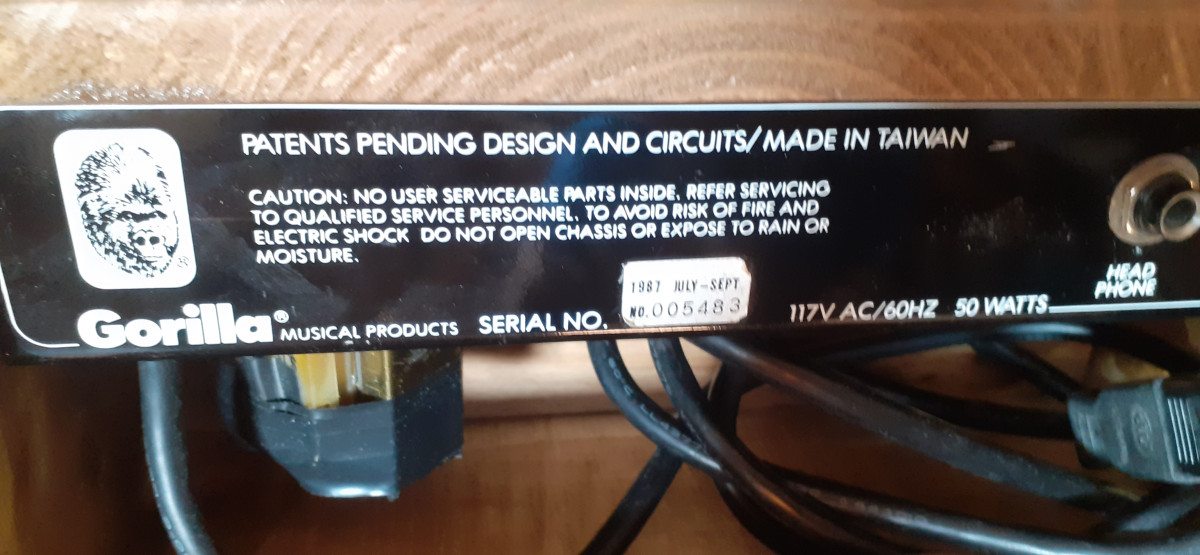 PATENTS PENDING DESIGN AND CIRCUITS/MADE IN TAIWAN
CAUTION: NO USER SERVICEABLE PARTS INSIDE. REFER SERVICING
TO QUALIFIED SERVICE PERSONNEL. TO AVOID RISK OF FIRE AND
ELECTRIC SHOCK DO NOT OPEN CHASSIS OR EXPOSE TO RAIN OR
MOISTURE.
®
Gorilla® MUSICAL PRODUCTS
SERIAL NO.
1987 JULY-SEPT
NO.005483
117V AC/60HZ 50 WATTS
HEAD
PHONE